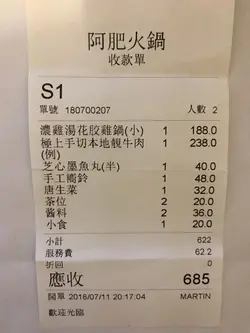 阿肥火鍋
收款單
S1
單號 180700207 人數 2
濃雞湯花胶雞鍋(小) 1 188.0
極上手切本地靚牛肉 1 238.0
(例)
芝心墨魚丸(半) 1 40.0
手工嚮鈴 1 48.0
唐生菜 1 32.0
茶位 2 20.0
醬料 2 36.0
小食 1 20.0
小計 622
服務費 62.2
折回 0
應收 685
開單 2016/07/11 20:17:04 MARTIN
歡迎光臨